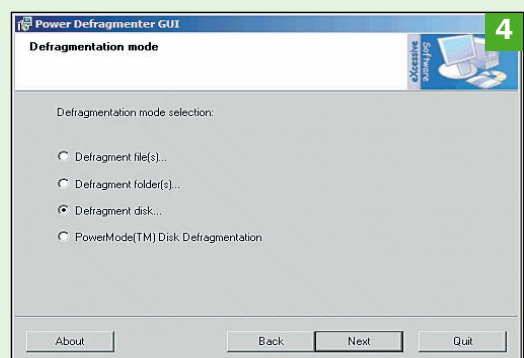 Power Defragmenter GUI
4
Defragmentation mode
eXcessive
Software
Defragmentation mode selection:
Defragment file(s)...
Defragment folder(s)...
Defragment disk...
PowerMode(TM) Disk Defragmentation
About
Back
Next
Quit